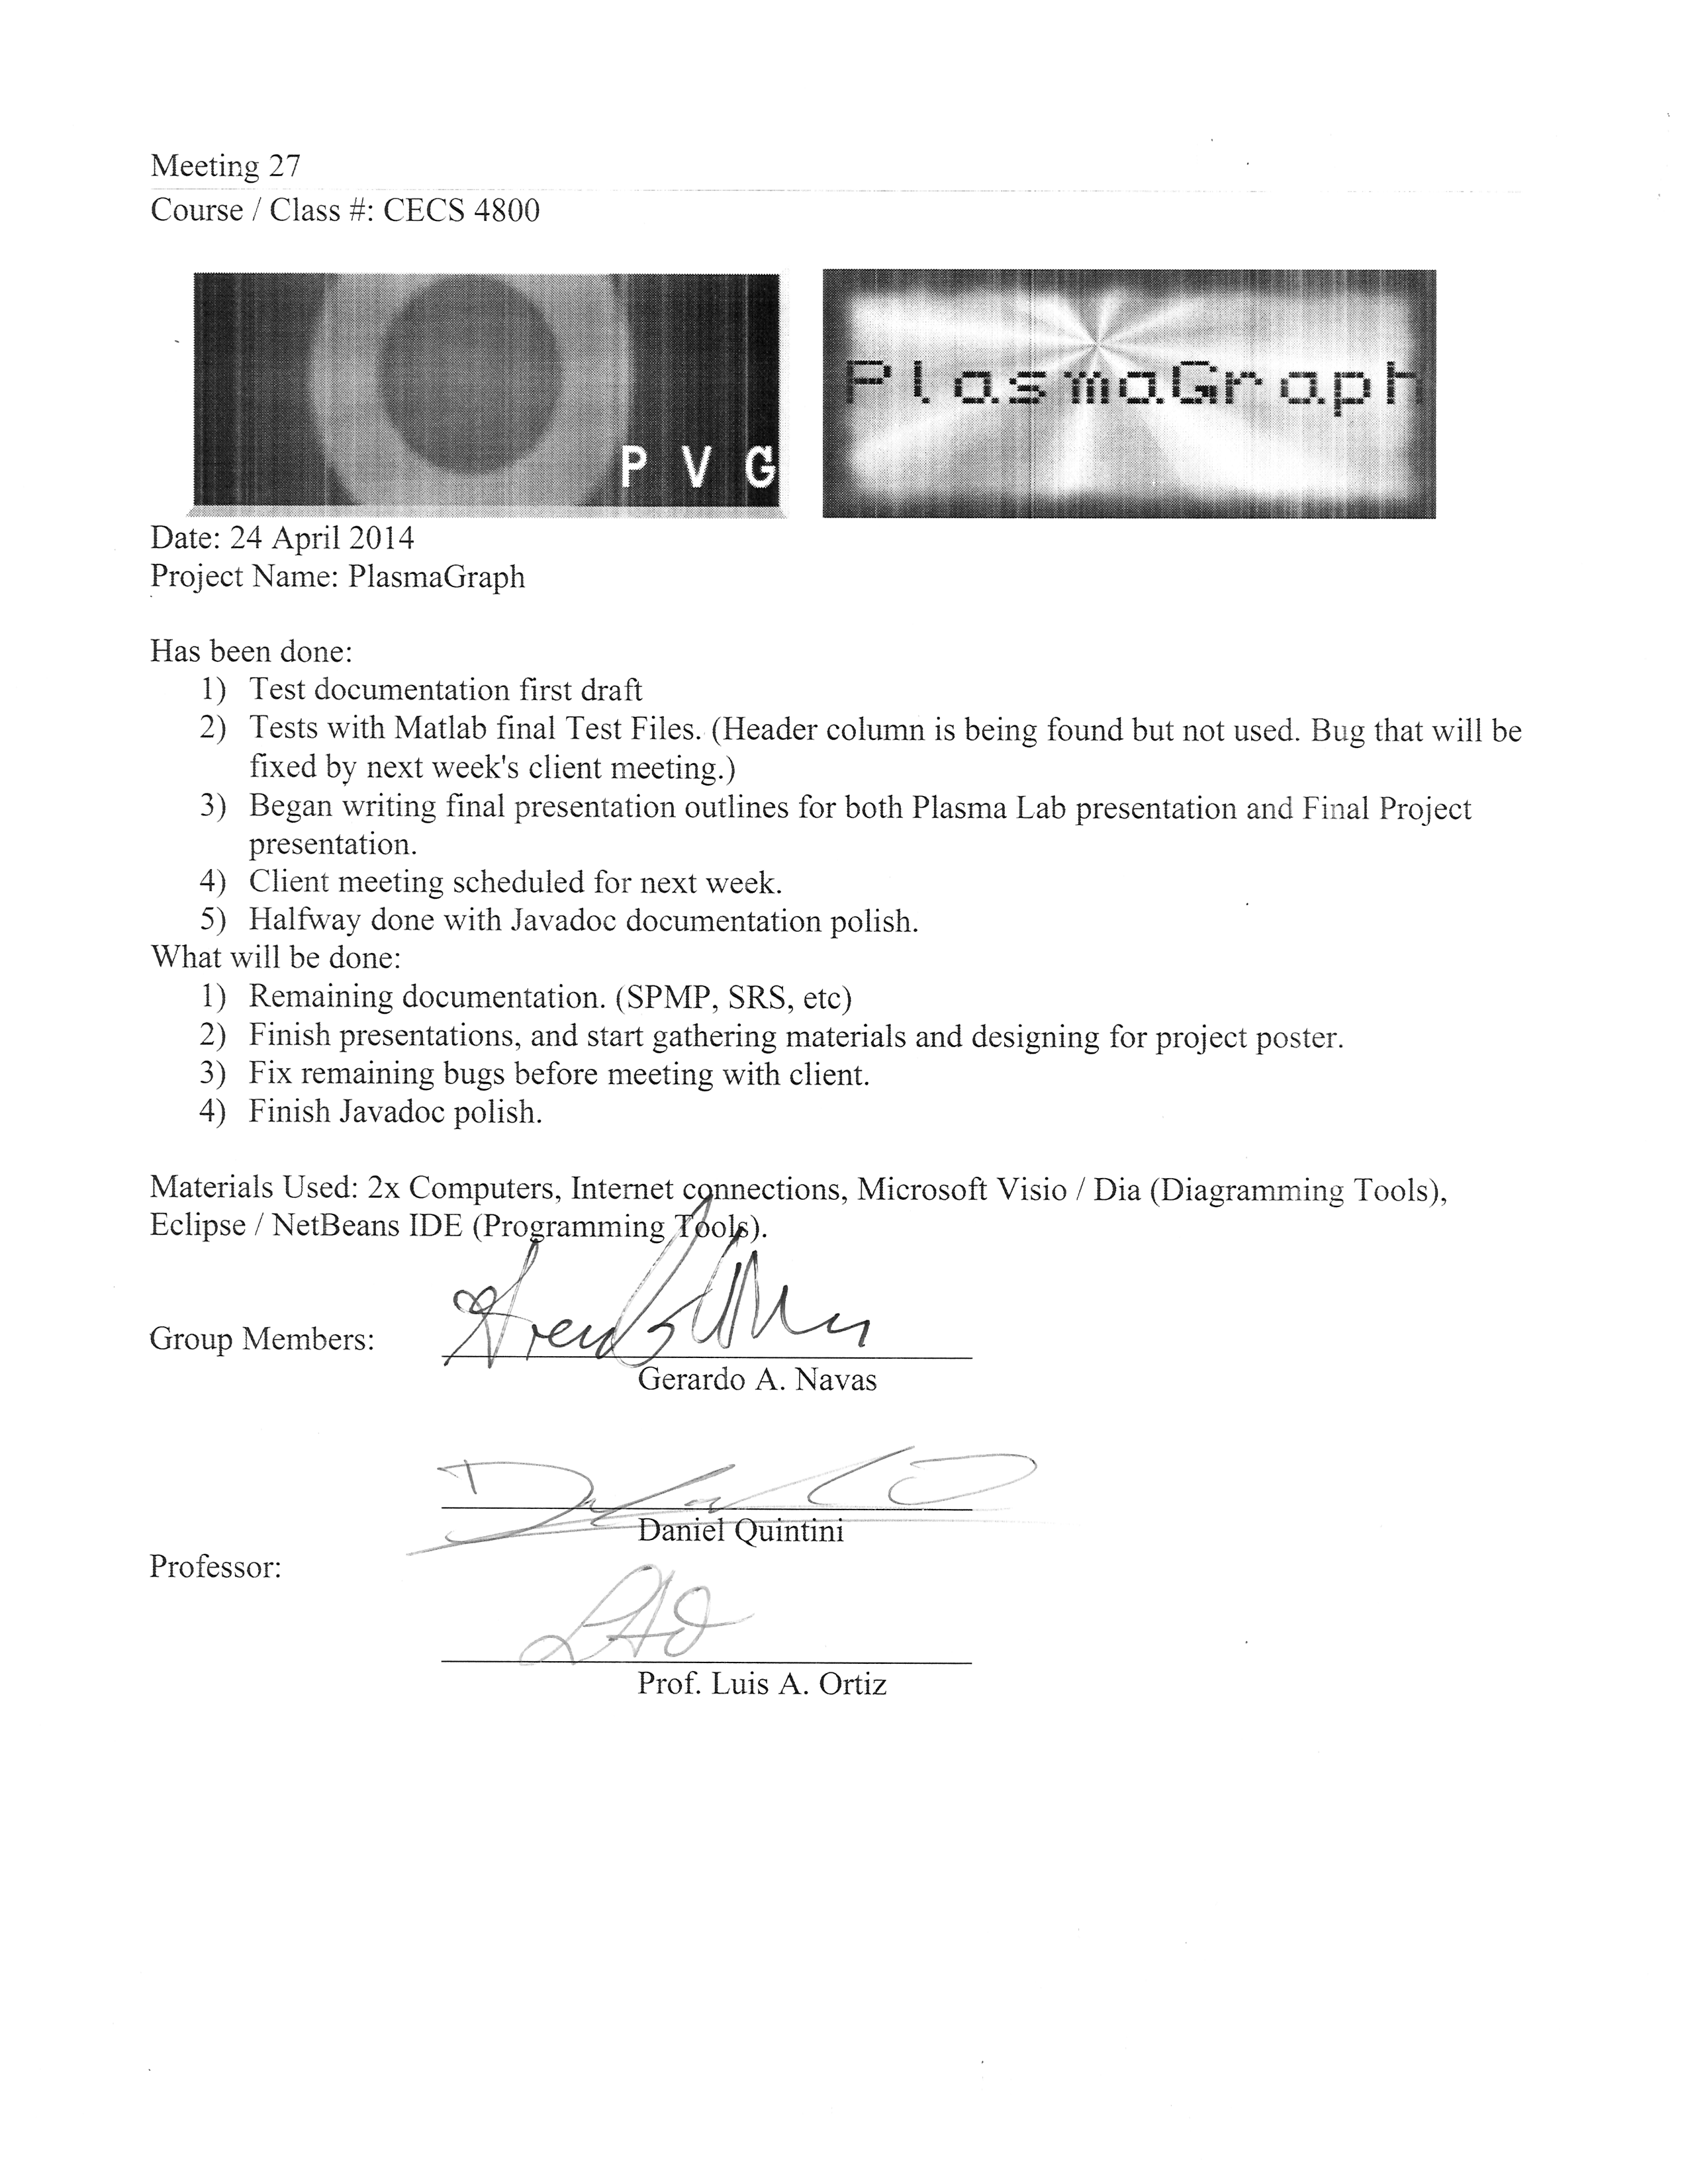 Meeting 27
Course / Class #: CECS 4800
P V G
PlasmaGraph
Date: 24 April 2014
Project Name: PlasmaGraph
Has been done:
1) Test documentation first draft
2) Tests with Matlab final Test Files. (Header column is being found but not used. Bug that will be
fixed by next week's client meeting.)
3) Began writing final presentation outlines for both Plasma Lab presentation and Final Project
presentation.
4) Client meeting scheduled for next week.
5) Halfway done with Javadoc documentation polish.
What will be done:
1) Remaining documentation. (SPMP, SRS, etc)
2) Finish presentations, and start gathering materials and designing for project poster.
3) Fix remaining bugs before meeting with client.
4) Finish Javadoc polish.
Materials Used: 2x Computers, Internet connections, Microsoft Visio / Dia (Diagramming Tools),
Eclipse / NetBeans IDE (Programming Tools).
Group Members:
Gerardo A. Navas
Daniel Quintini
Professor:
Prof. Luis A. Ortiz